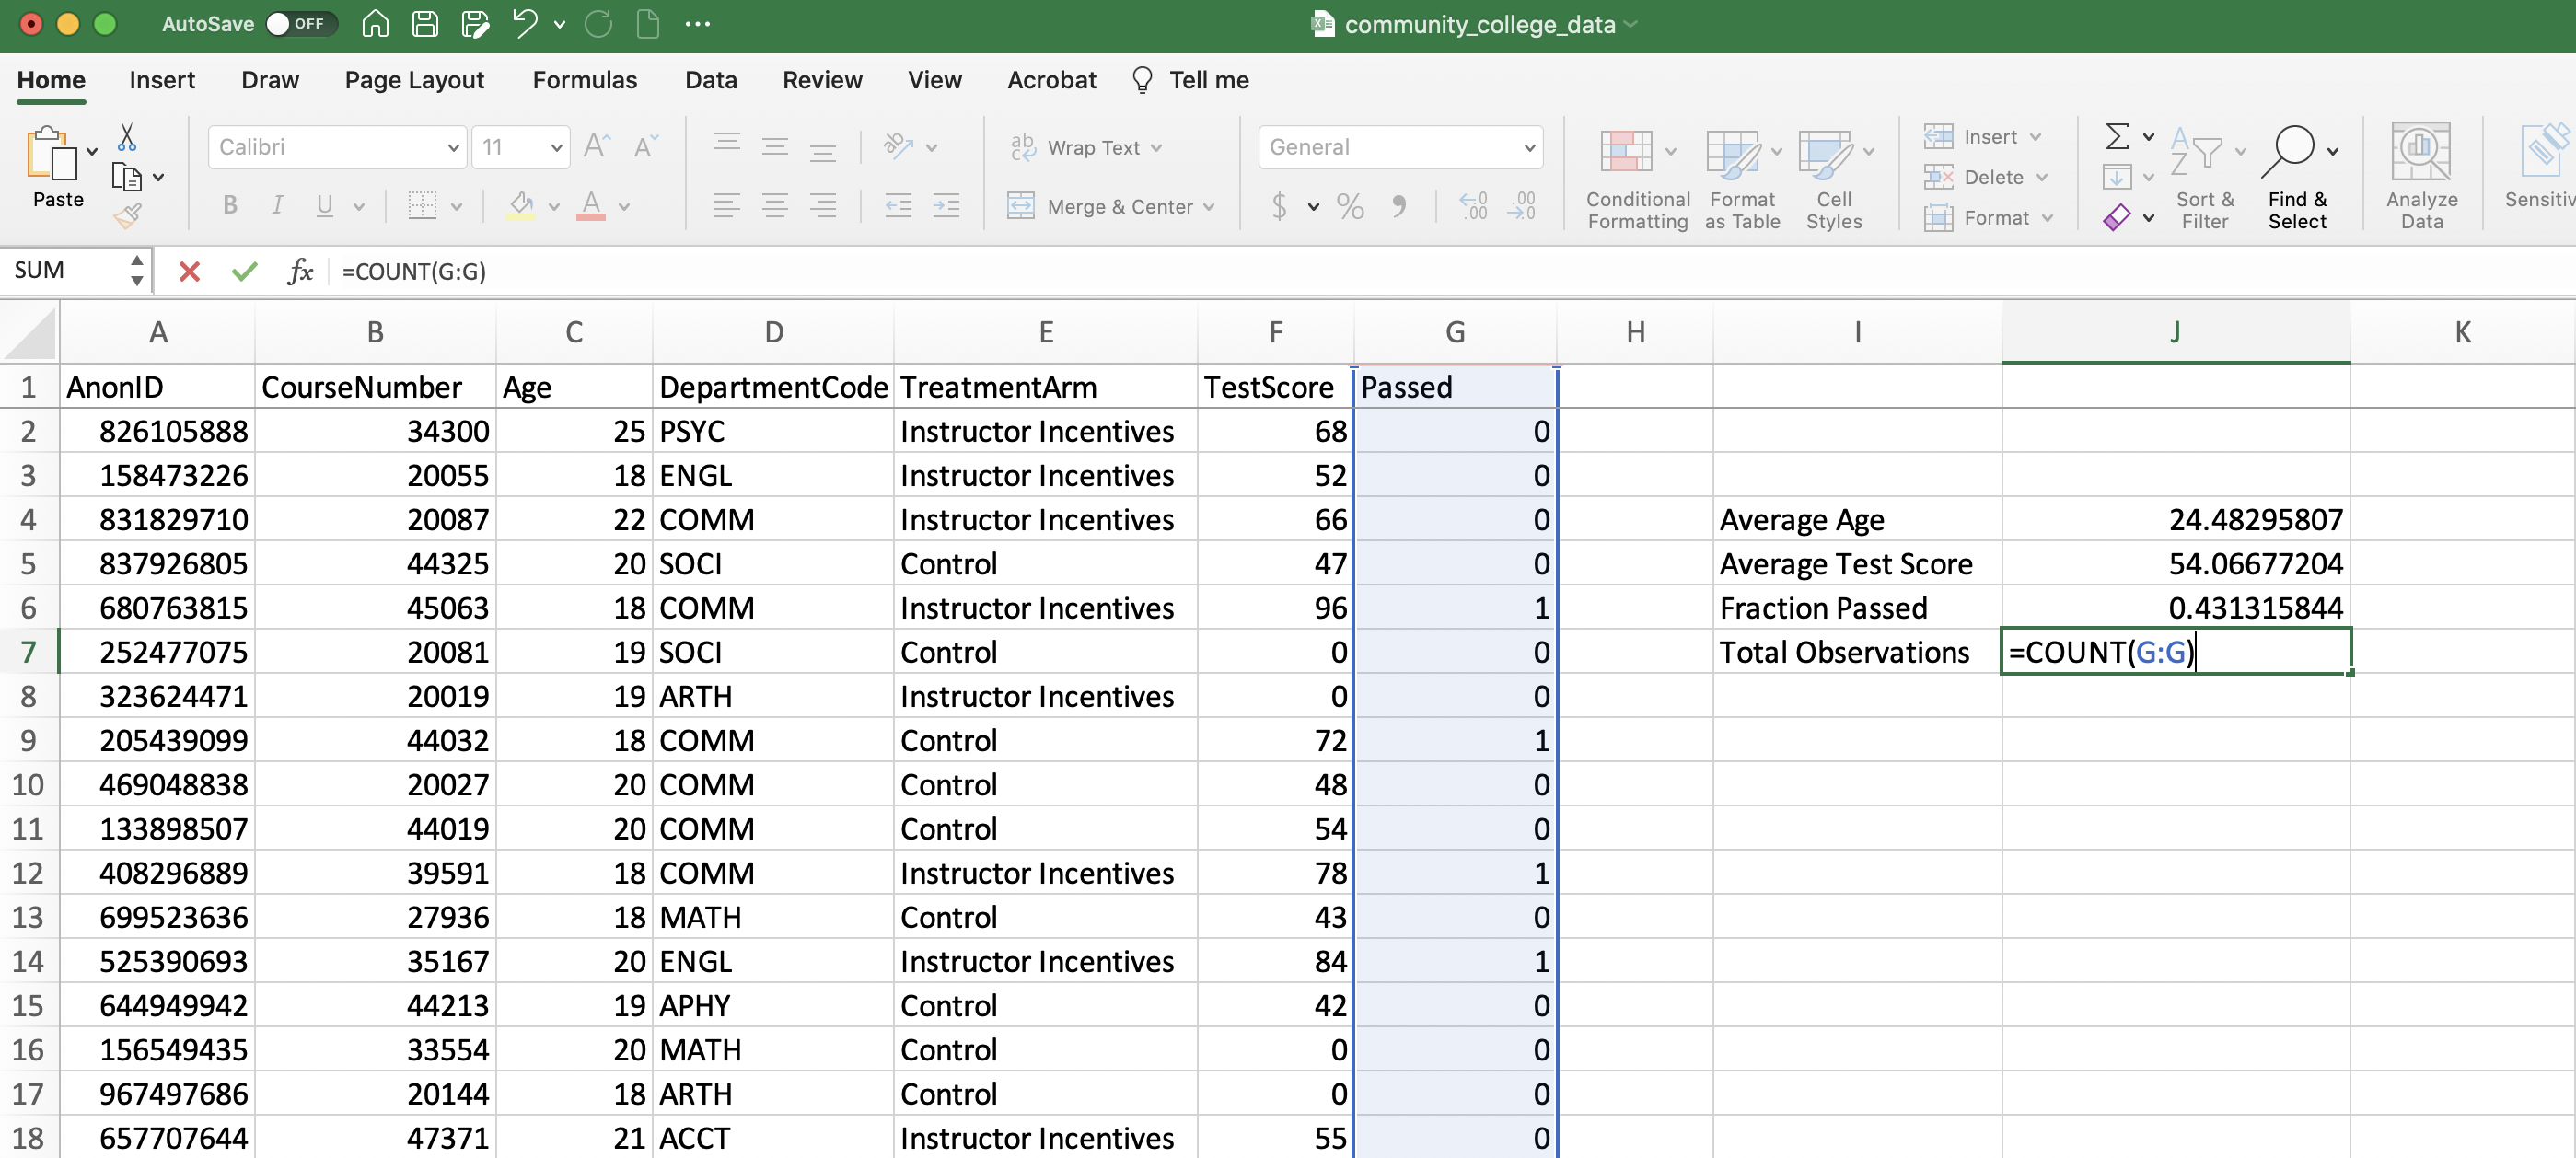 AutoSave OFF community_college_data
Home Insert Draw Page Layout Formulas Data Review View Acrobat Tell me
Paste
Calibri 11
B I U
ab
c
Wrap Text
Merge & Center
General
$ % 9
.00
.00
Conditional Formatting
Format as Table
Cell Styles
Insert
Delete
Format
Sort & Filter
Find & Select
Analyze Data
SUM fx =COUNT(G:G)
A B C D E F G H I J K
1 AnonID CourseNumber Age DepartmentCode TreatmentArm TestScore Passed
2 826105888 34300 25 PSYC Instructor Incentives 68 0
3 158473226 20055 18 ENGL Instructor Incentives 52 0
4 831829710 20087 22 COMM Instructor Incentives 66 0 Average Age 24.48295807
5 837926805 44325 20 SOCI Control 47 0 Average Test Score 54.06677204
6 680763815 45063 18 COMM Instructor Incentives 96 1 Fraction Passed 0.431315844
7 252477075 20081 19 SOCI Control 0 0 Total Observations =COUNT(G:G)
8 323624471 20019 19 ARTH Instructor Incentives 0 0
9 205439099 44032 18 COMM Control 72 1
10 469048838 20027 20 COMM Control 48 0
11 133898507 44019 20 COMM Control 54 0
12 408296889 39591 18 COMM Instructor Incentives 78 1
13 699523636 27936 18 MATH Control 43 0
14 525390693 35167 20 ENGL Instructor Incentives 84 1
15 644949942 44213 19 APHY Control 42 0
16 156549435 33554 20 MATH Control 0 0
17 967497686 20144 18 ARTH Control 0 0
18 657707644 47371 21 ACCT Instructor Incentives 55 0